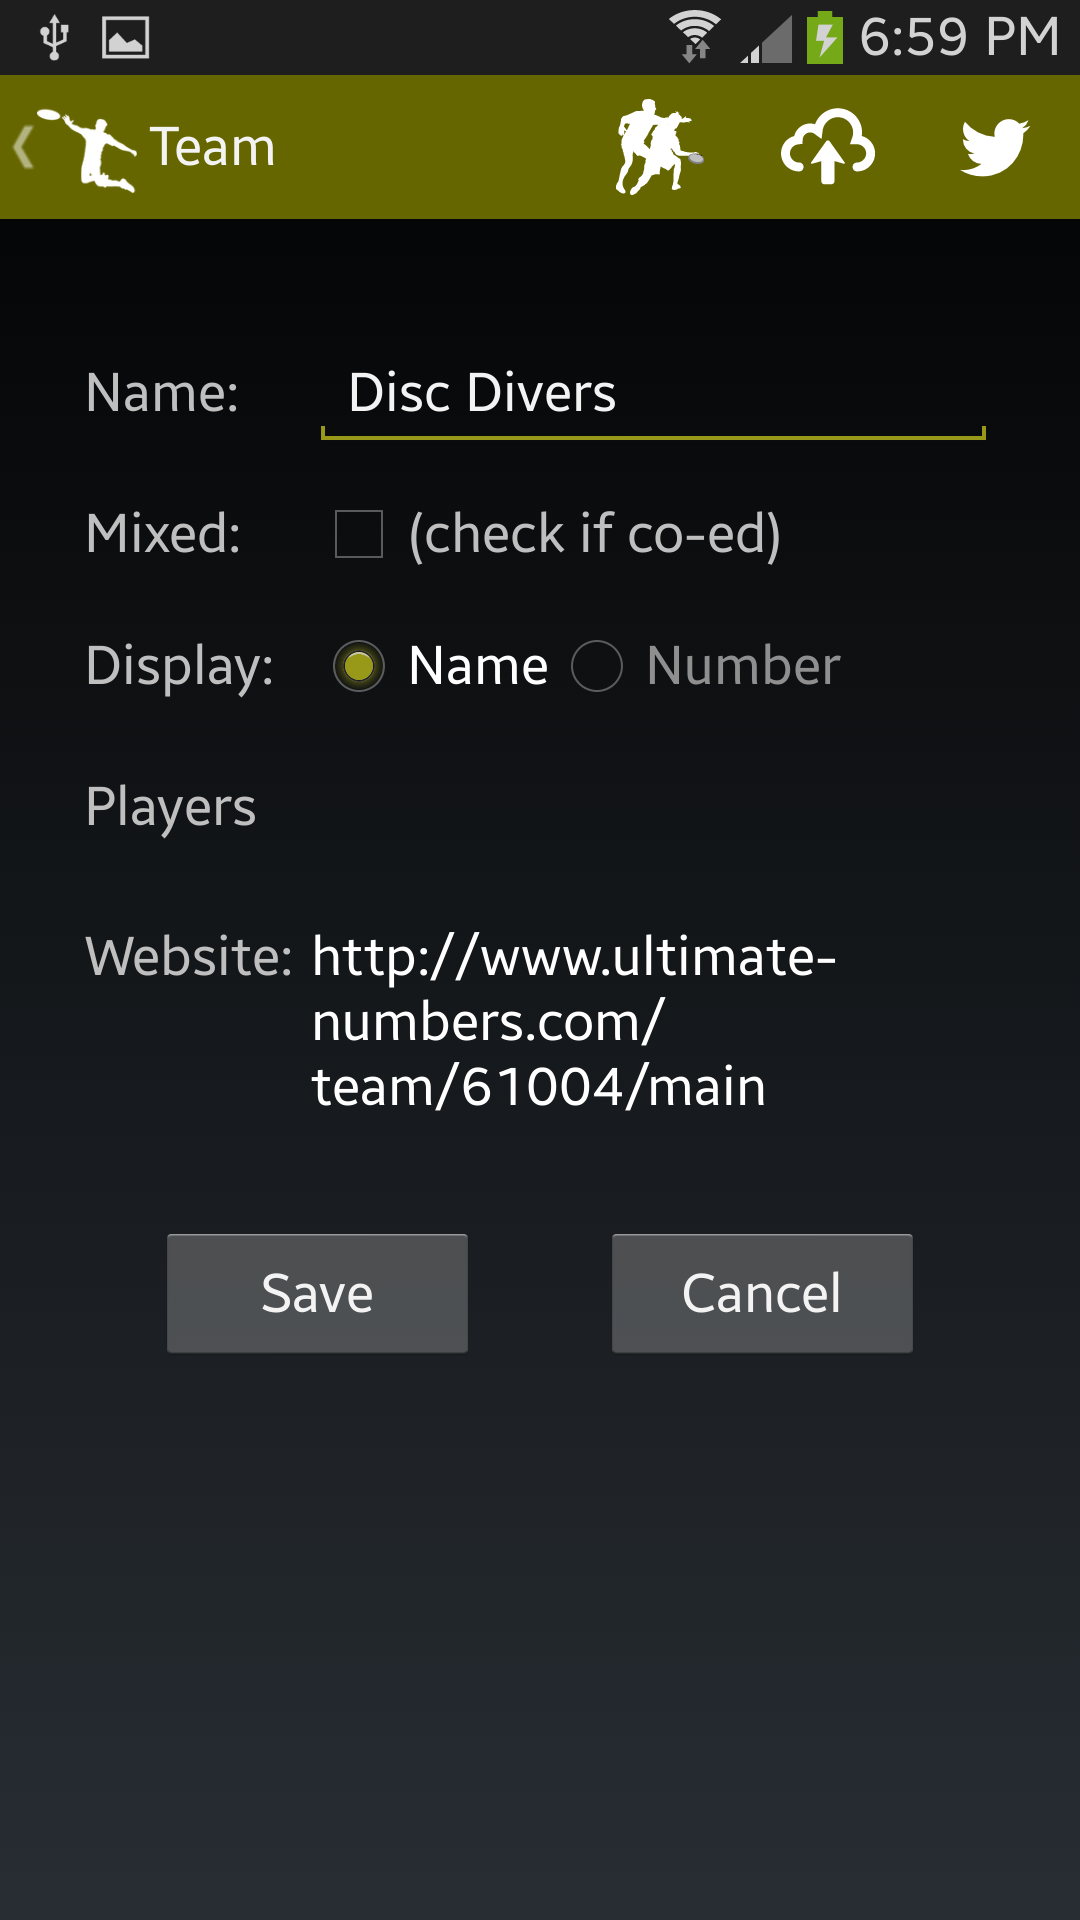 6:59 PM
Team
Name: Disc Divers
Mixed: (check if co-ed)
Display: Name Number
Players
Website: http://www.ultimate-
numbers.com/
team/61004/main
Save Cancel